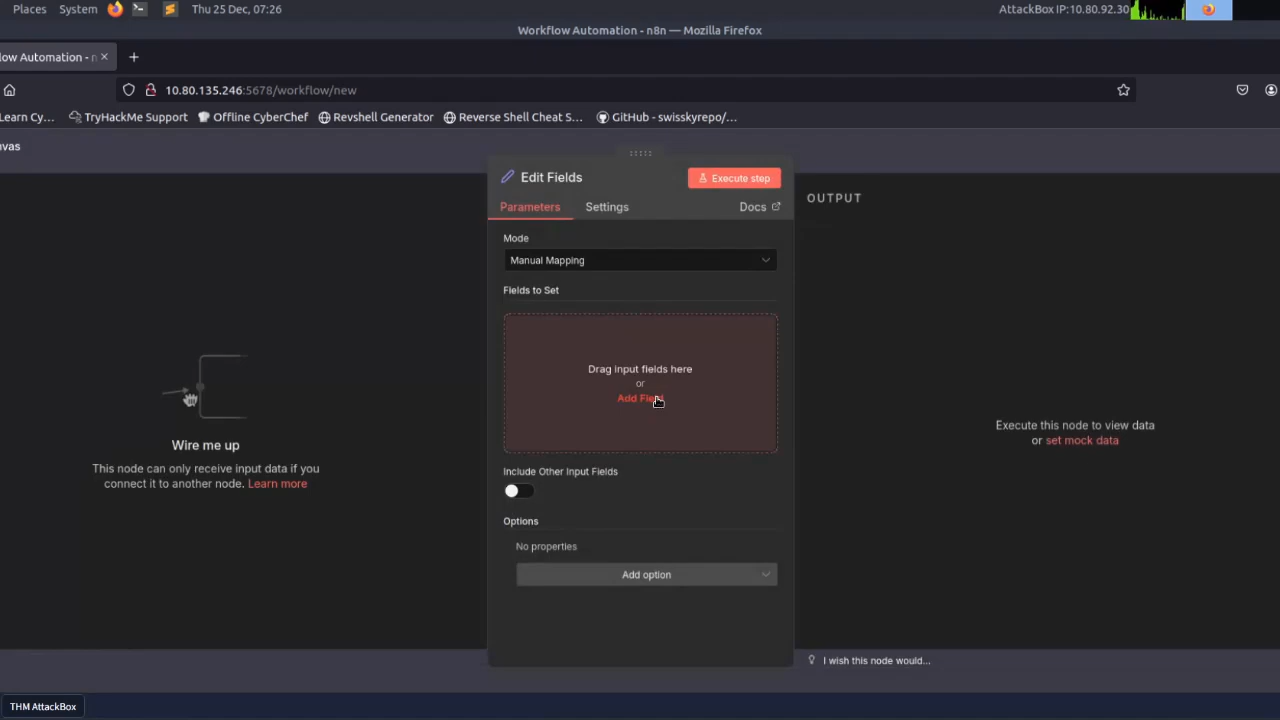 Places System Thu 25 Dec, 07:26 AttackBox IP:10.80.92.30
Workflow Automation - n8n — Mozilla Firefox
low Automation - n
10.80.135.246:5678/workflow/new
Learn Cy… TryHackMe Support Offline CyberChef Revshell Generator Reverse Shell Cheat S… GitHub - swisskyrepo/…
nvas
Edit Fields Execute step
Parameters Settings Docs
OUTPUT
Mode
Manual Mapping
Fields to Set
Drag input fields here
or
Add Field
Wire me up
This node can only receive input data if you
connect it to another node. Learn more
Execute this node to view data
or set mock data
Include Other Input Fields
Options
No properties
Add option
I wish this node would...
THM AttackBox